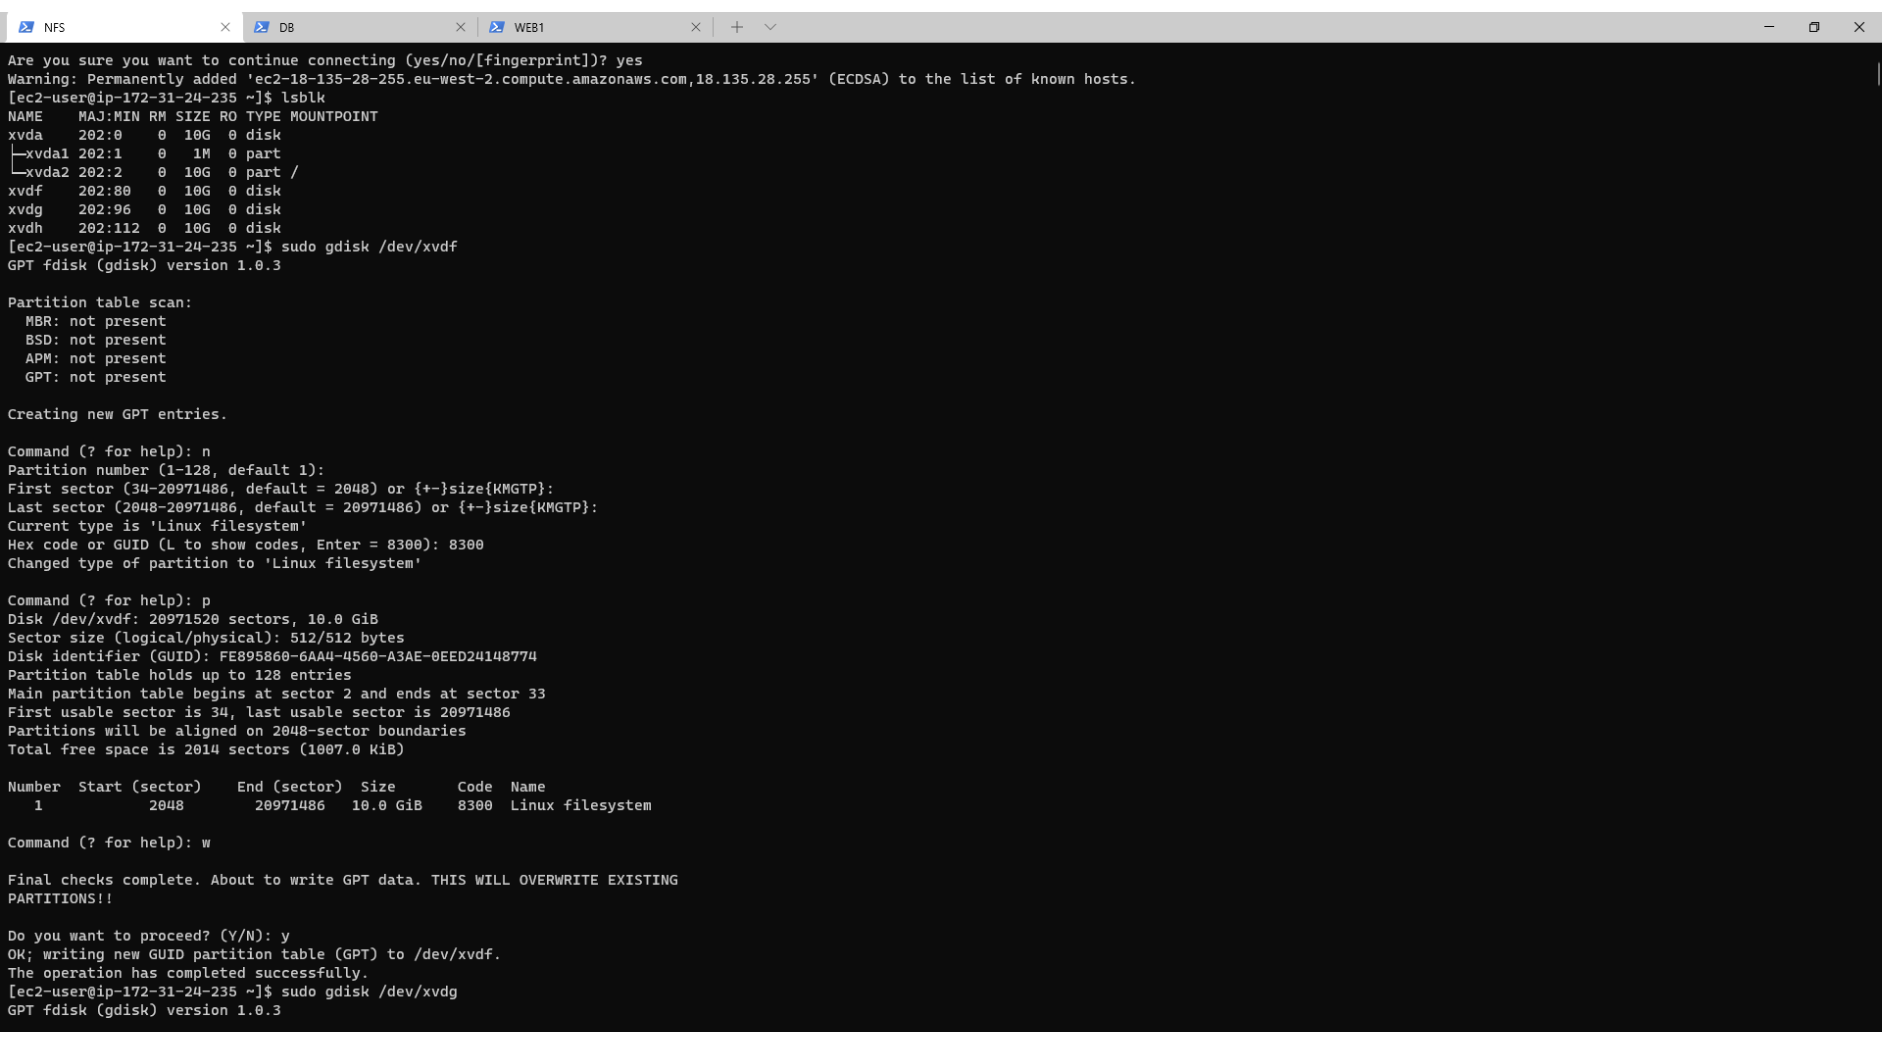 NFS
DB
WEB1
Are you sure you want to continue connecting (yes/no/[fingerprint])? yes
Warning: Permanently added 'ec2-18-135-28-255.eu-west-2.compute.amazonaws.com,18.135.28.255' (ECDSA) to the list of known hosts.
[ec2-user@ip-172-31-24-235 ~]$ lsblk
NAME    MAJ:MIN RM SIZE RO TYPE MOUNTPOINT
xvda    202:0    0  10G  0 disk
├─xvda1 202:1    0   1M  0 part
└─xvda2 202:2    0  10G  0 part /
xvdf    202:80   0  10G  0 disk
xvdg    202:96   0  10G  0 disk
xvdh    202:112  0  10G  0 disk
[ec2-user@ip-172-31-24-235 ~]$ sudo gdisk /dev/xvdf
GPT fdisk (gdisk) version 1.0.3
Partition table scan:
  MBR: not present
  BSD: not present
  APM: not present
  GPT: not present
Creating new GPT entries.
Command (? for help): n
Partition number (1-128, default 1):
First sector (34-20971486, default = 2048) or {+-}size{KMGTP}:
Last sector (2048-20971486, default = 20971486) or {+-}size{KMGTP}:
Current type is 'Linux filesystem'
Hex code or GUID (L to show codes, Enter = 8300): 8300
Changed type of partition to 'Linux filesystem'
Command (? for help): p
Disk /dev/xvdf: 20971520 sectors, 10.0 GiB
Sector size (logical/physical): 512/512 bytes
Disk identifier (GUID): FE895860-6AA4-4560-A3AE-0EED24148774
Partition table holds up to 128 entries
Main partition table begins at sector 2 and ends at sector 33
First usable sector is 34, last usable sector is 20971486
Partitions will be aligned on 2048-sector boundaries
Total free space is 2014 sectors (1007.0 KiB)
Number  Start (sector)    End (sector)  Size       Code  Name
   1            2048        20971486   10.0 GiB    8300  Linux filesystem
Command (? for help): w
Final checks complete. About to write GPT data. THIS WILL OVERWRITE EXISTING
PARTITIONS!!
Do you want to proceed? (Y/N): y
OK; writing new GUID partition table (GPT) to /dev/xvdf.
The operation has completed successfully.
[ec2-user@ip-172-31-24-235 ~]$ sudo gdisk /dev/xvdg
GPT fdisk (gdisk) version 1.0.3